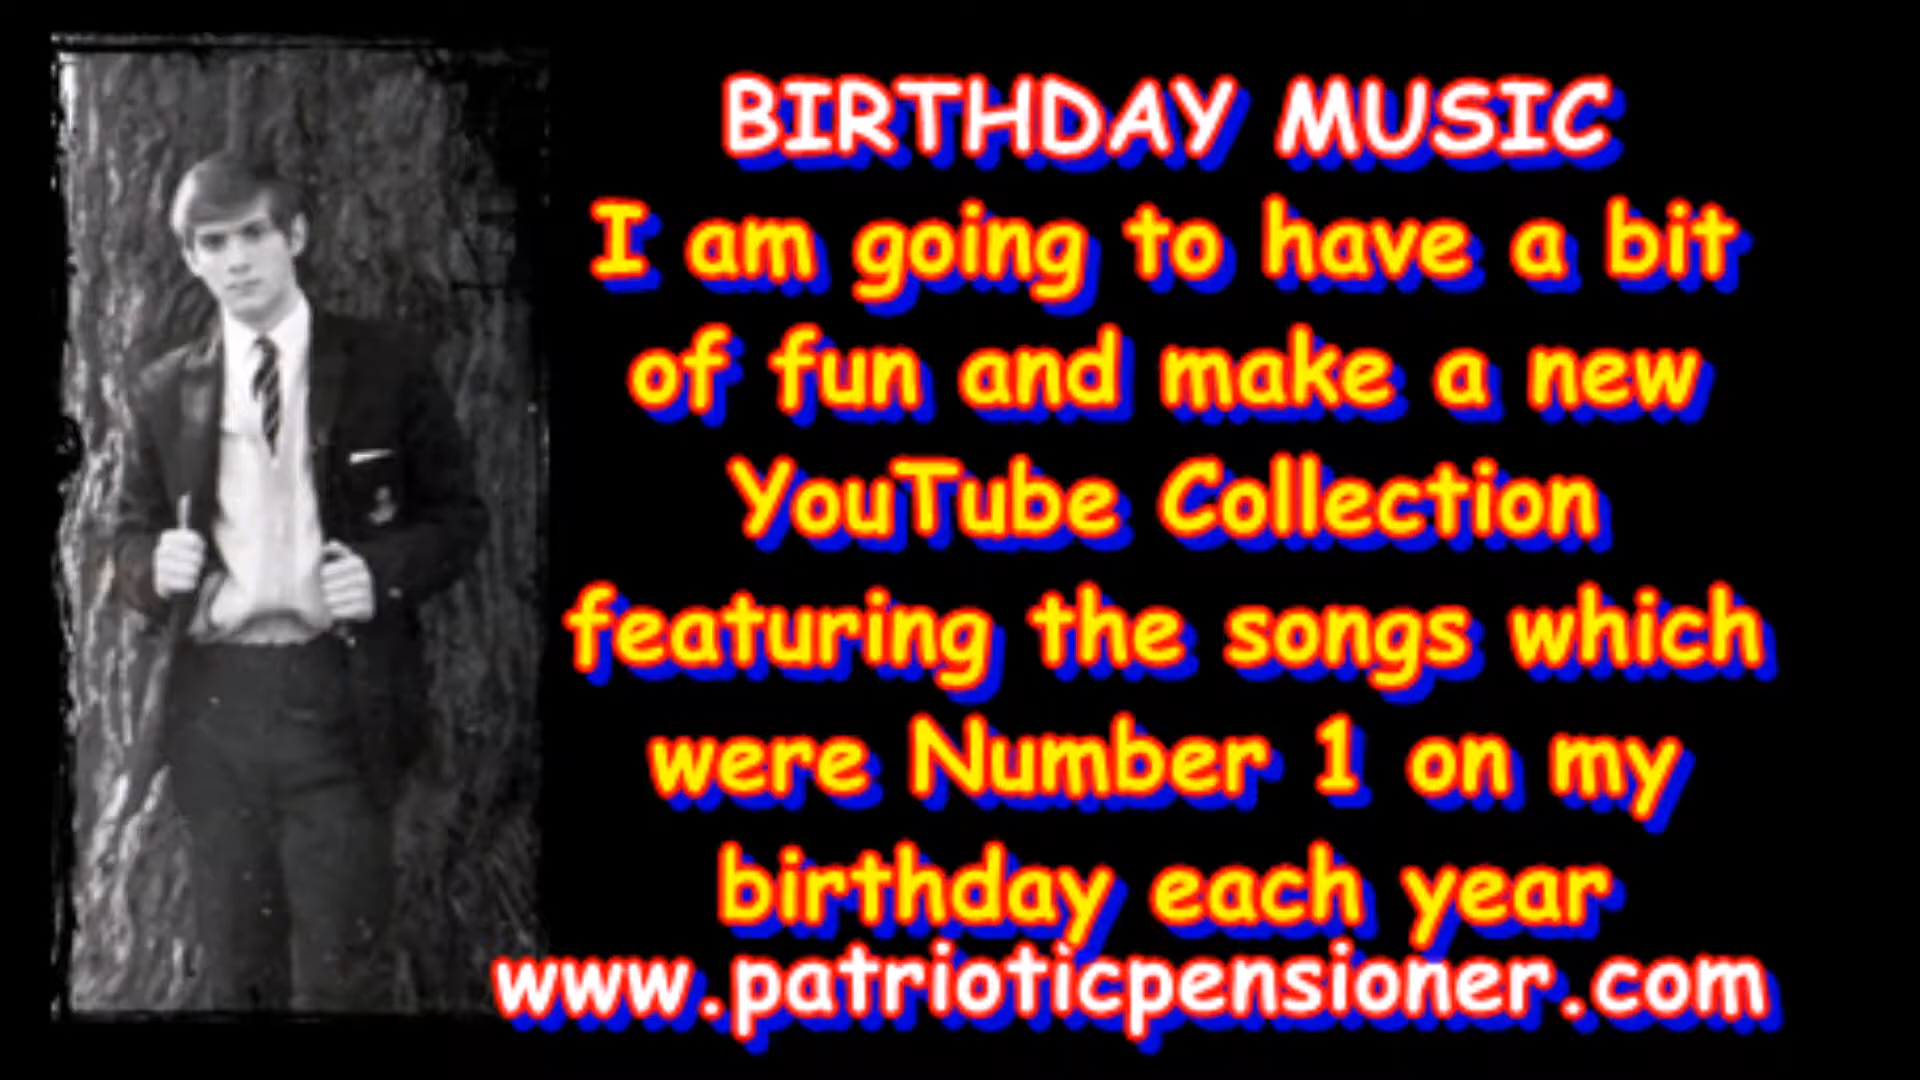 BIRTHDAY MUSIC
I am going to have a bit
of fun and make a new
YouTube Collection
featuring the songs which
were Number 1 on my
birthday each year
www.patrioticpensioner.com